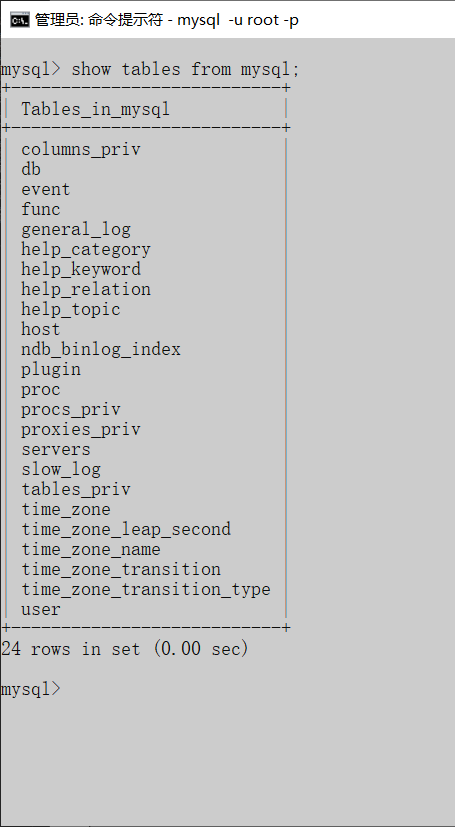 管理员: 命令提示符 - mysql  -u root -p
mysql> show tables from mysql;
+---------------------------+
| Tables_in_mysql           |
+---------------------------+
| columns_priv              |
| db                        |
| event                     |
| func                      |
| general_log               |
| help_category             |
| help_keyword              |
| help_relation             |
| help_topic                |
| host                      |
| ndb_binlog_index          |
| plugin                    |
| proc                      |
| procs_priv                |
| proxies_priv              |
| servers                   |
| slow_log                  |
| tables_priv               |
| time_zone                 |
| time_zone_leap_second     |
| time_zone_name            |
| time_zone_transition      |
| time_zone_transition_type |
| user                      |
+---------------------------+
24 rows in set (0.00 sec)
mysql>